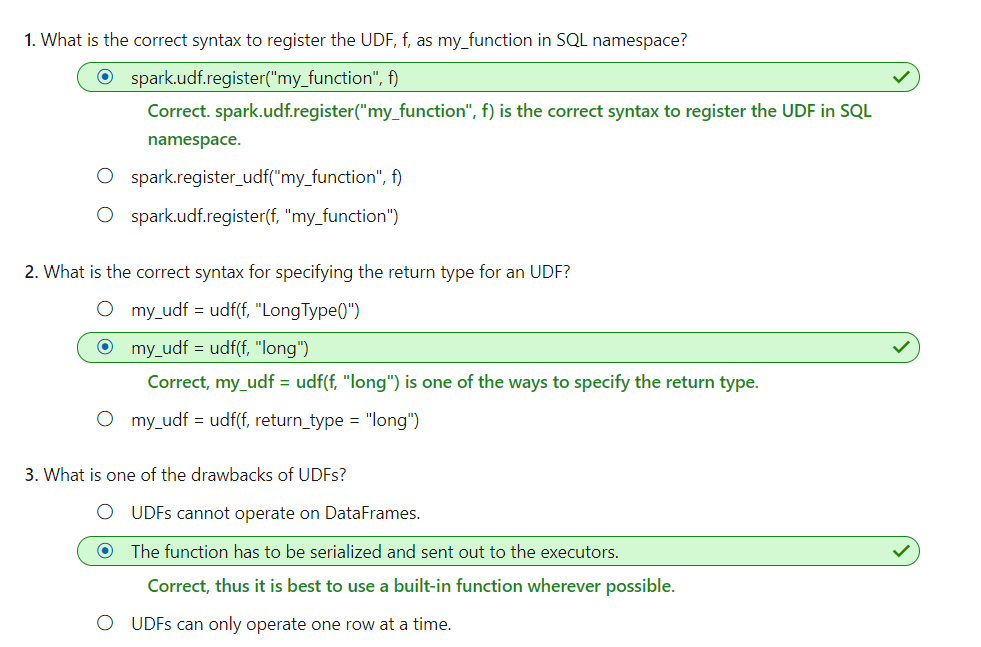 1. What is the correct syntax to register the UDF, f, as my_function in SQL namespace?
spark.udf.register("my_function", f)
Correct. spark.udf.register("my_function", f) is the correct syntax to register the UDF in SQL
namespace.
spark.register_udf("my_function", f)
spark.udf.register(f, "my_function")
2. What is the correct syntax for specifying the return type for an UDF?
my_udf = udf(f, "LongType()")
my_udf = udf(f, "long")
Correct, my_udf = udf(f, "long") is one of the ways to specify the return type.
my_udf = udf(f, return_type = "long")
3. What is one of the drawbacks of UDFs?
UDFs cannot operate on DataFrames.
The function has to be serialized and sent out to the executors.
Correct, thus it is best to use a built-in function wherever possible.
UDFs can only operate one row at a time.